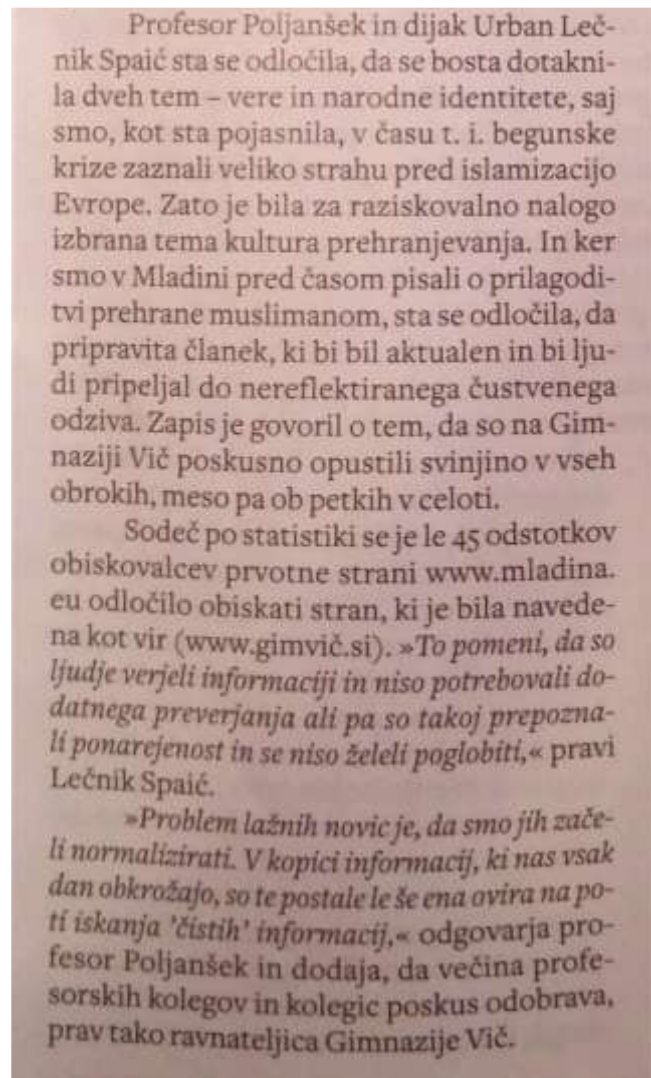 Profesor Poljanšek in dijak Urban Leč-
nik Spaić sta se odločila, da se bosta dotakni-
la dveh tem – vere in narodne identitete, saj
smo, kot sta pojasnila, v času t. i. begunske
krize zaznali veliko strahu pred islamizacijo
Evrope. Zato je bila za raziskovalno nalogo
izbrana tema kultura prehranjevanja. In ker
smo v Mladini pred časom pisali o prilagodi-
tvi prehrane muslimanom, sta se odločila, da
pripravita članek, ki bi bil aktualen in bi lju-
di pripeljal do nereflektiranega čustvenega
odziva. Zapis je govoril o tem, da so na Gim-
naziji Vič poskusno opustili svinjino v vseh
obrokih, meso pa ob petkih v celoti.
Sodeč po statistiki se je le 45 odstotkov
obiskovalcev prvotne strani www.mladina.
eu odločilo obiskati stran, ki je bila navede-
na kot vir (www.gimvič.si). »To pomeni, da so
ljudje verjeli informaciji in niso potrebovali do-
datnega preverjanja ali pa so takoj prepozna-
li ponarejenost in se niso želeli poglobiti,« pravi
Lečnik Spaić.
»Problem lažnih novic je, da smo jih zače-
li normalizirati. V kopici informacij, ki nas vsak
dan obkrožajo, so te postale le še ena ovira na po-
ti iskanja ’čistih’ informacij,« odgovarja pro-
fesor Poljanšek in dodaja, da večina profe-
sorskih kolegov in kolegic poskus odobrava,
prav tako ravnateljica Gimnazije Vič.